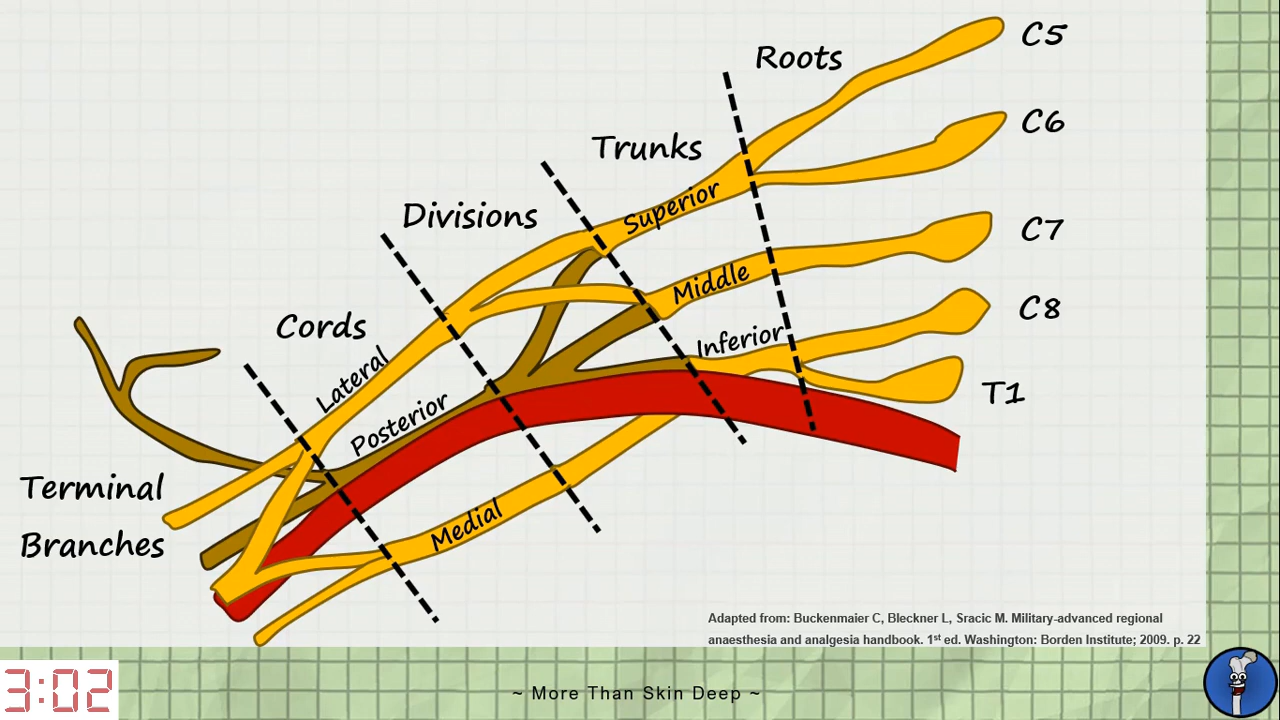 Roots
C5
C6
Trunks
Superior
Divisions
C7
Middle
C8
Cords
Inferior
Lateral
T1
Posterior
Terminal
Branches
Medial
Adapted from: Buckenmaier C, Bleckner L, Sracic M. Military-advanced regional
anaesthesia and analgesia handbook. 1st ed. Washington: Borden Institute; 2009. p. 22
3:02
~ More Than Skin Deep ~